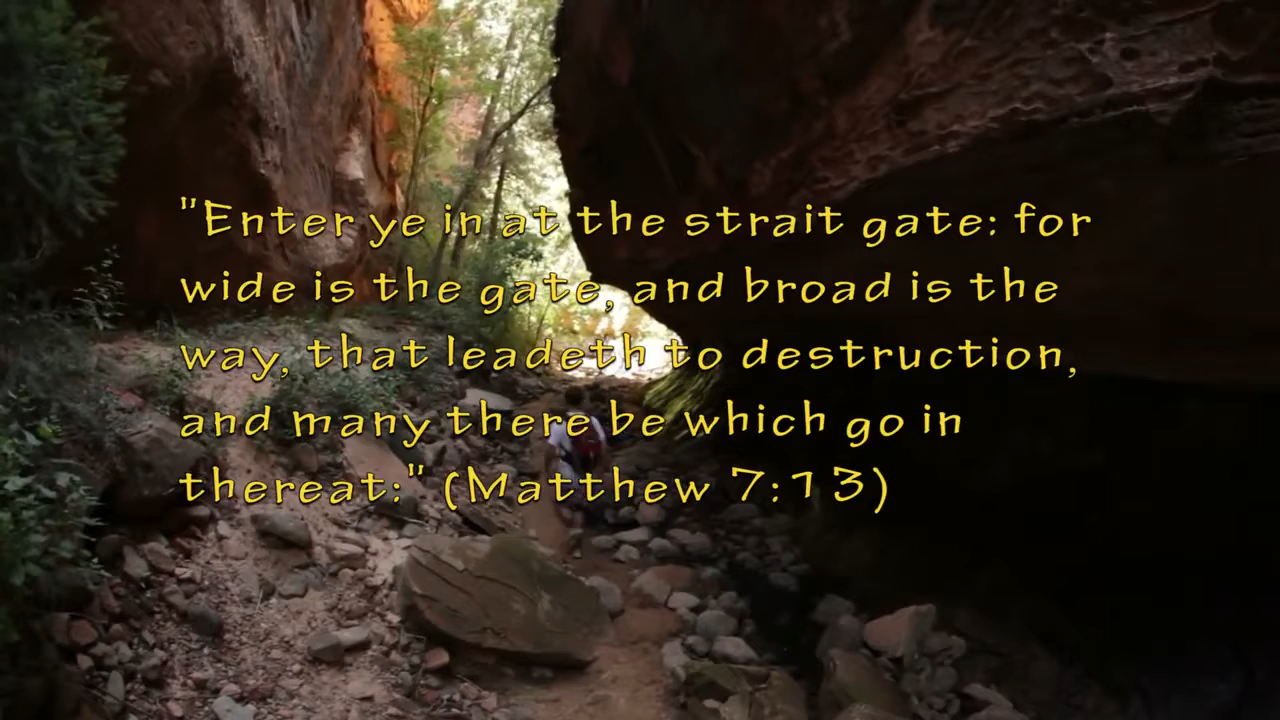 "Enter ye in at the strait gate: for
wide is the gate, and broad is the
way, that leadeth to destruction,
and many there be which go in
thereat:" (Matthew 7:13)